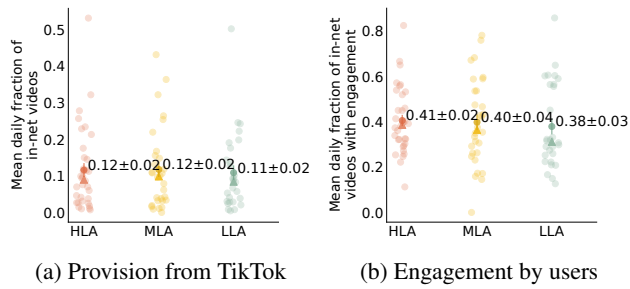 Mean daily fraction of
in-net videos
0.5
0.4
0.3
0.2
0.1
0.0
0.12±0.02
0.12±0.02
0.11±0.02
HLA
MLA
LLA
(a) Provision from TikTok
Mean daily fraction of in-net
videos with engagement
0.8
0.6
0.4
0.2
0.0
0.41±0.02
0.40±0.04
0.38±0.03
HLA
MLA
LLA
(b) Engagement by users